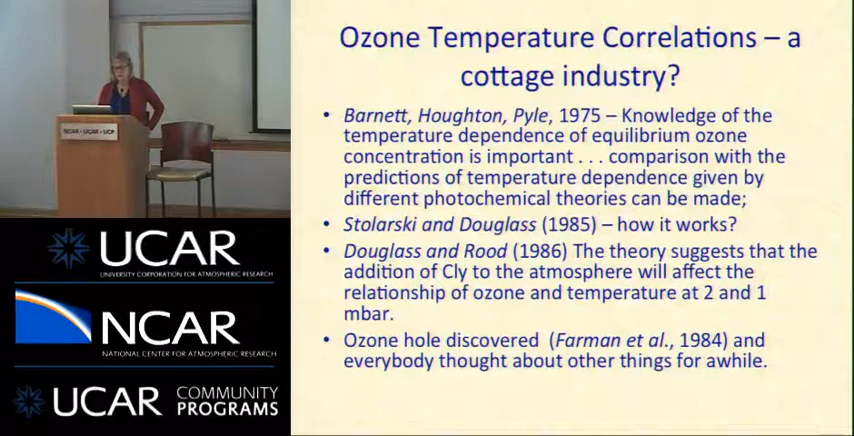 Ozone Temperature Correlations – a
cottage industry?
• Barnett, Houghton, Pyle, 1975 – Knowledge of the
temperature dependence of equilibrium ozone
concentration is important . . . comparison with the
predictions of temperature dependence given by
different photochemical theories can be made;
• Stolarski and Douglass (1985) – how it works?
• Douglass and Rood (1986) The theory suggests that the
addition of Cly to the atmosphere will affect the
relationship of ozone and temperature at 2 and 1
mbar.
• Ozone hole discovered (Farman et al., 1984) and
everybody thought about other things for awhile.
NCAR • UCAR • UCP
UCAR
UNIVERSITY CORPORATION FOR ATMOSPHERIC RESEARCH
NCAR
NATIONAL CENTER FOR ATMOSPHERIC RESEARCH
UCAR COMMUNITY
PROGRAMS